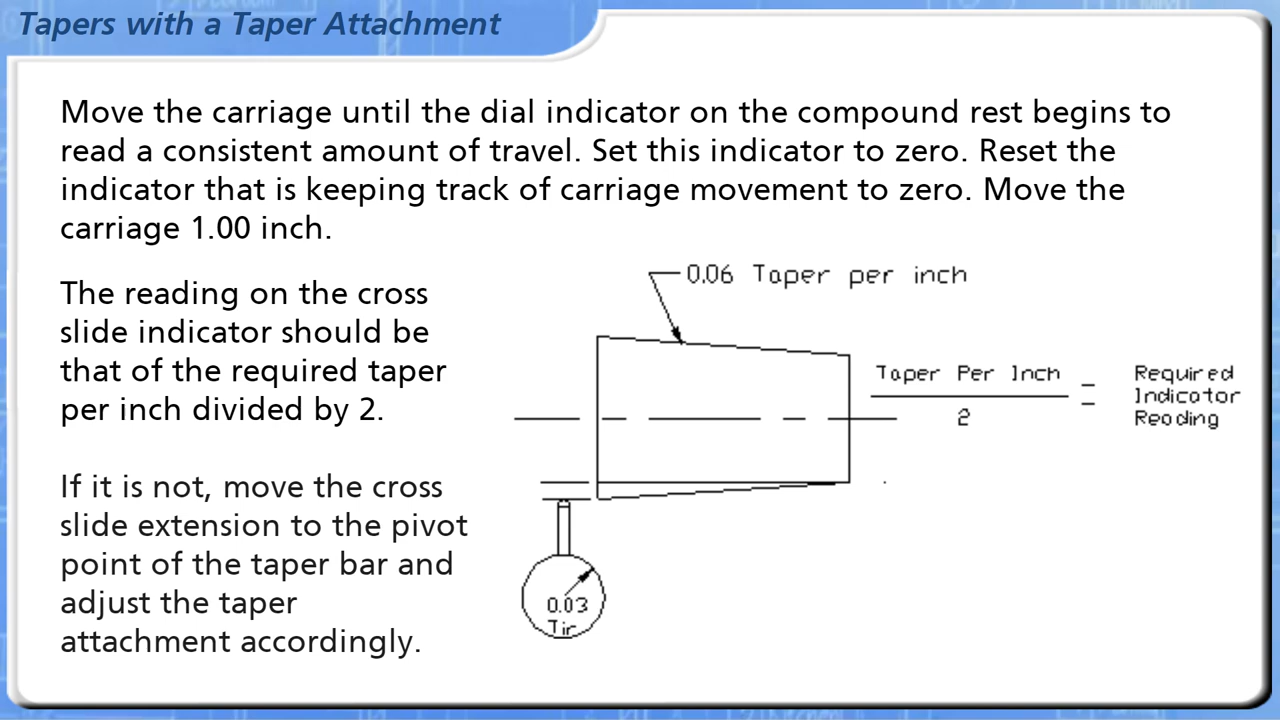 Tapers with a Taper Attachment
Move the carriage until the dial indicator on the compound rest begins to
read a consistent amount of travel. Set this indicator to zero. Reset the
indicator that is keeping track of carriage movement to zero. Move the
carriage 1.00 inch.
The reading on the cross
slide indicator should be
that of the required taper
per inch divided by 2.
If it is not, move the cross
slide extension to the pivot
point of the taper bar and
adjust the taper
attachment accordingly.
0.06 Taper per inch
Taper Per Inch
2
=
Required
Indicator
Reading
0.03
Tir